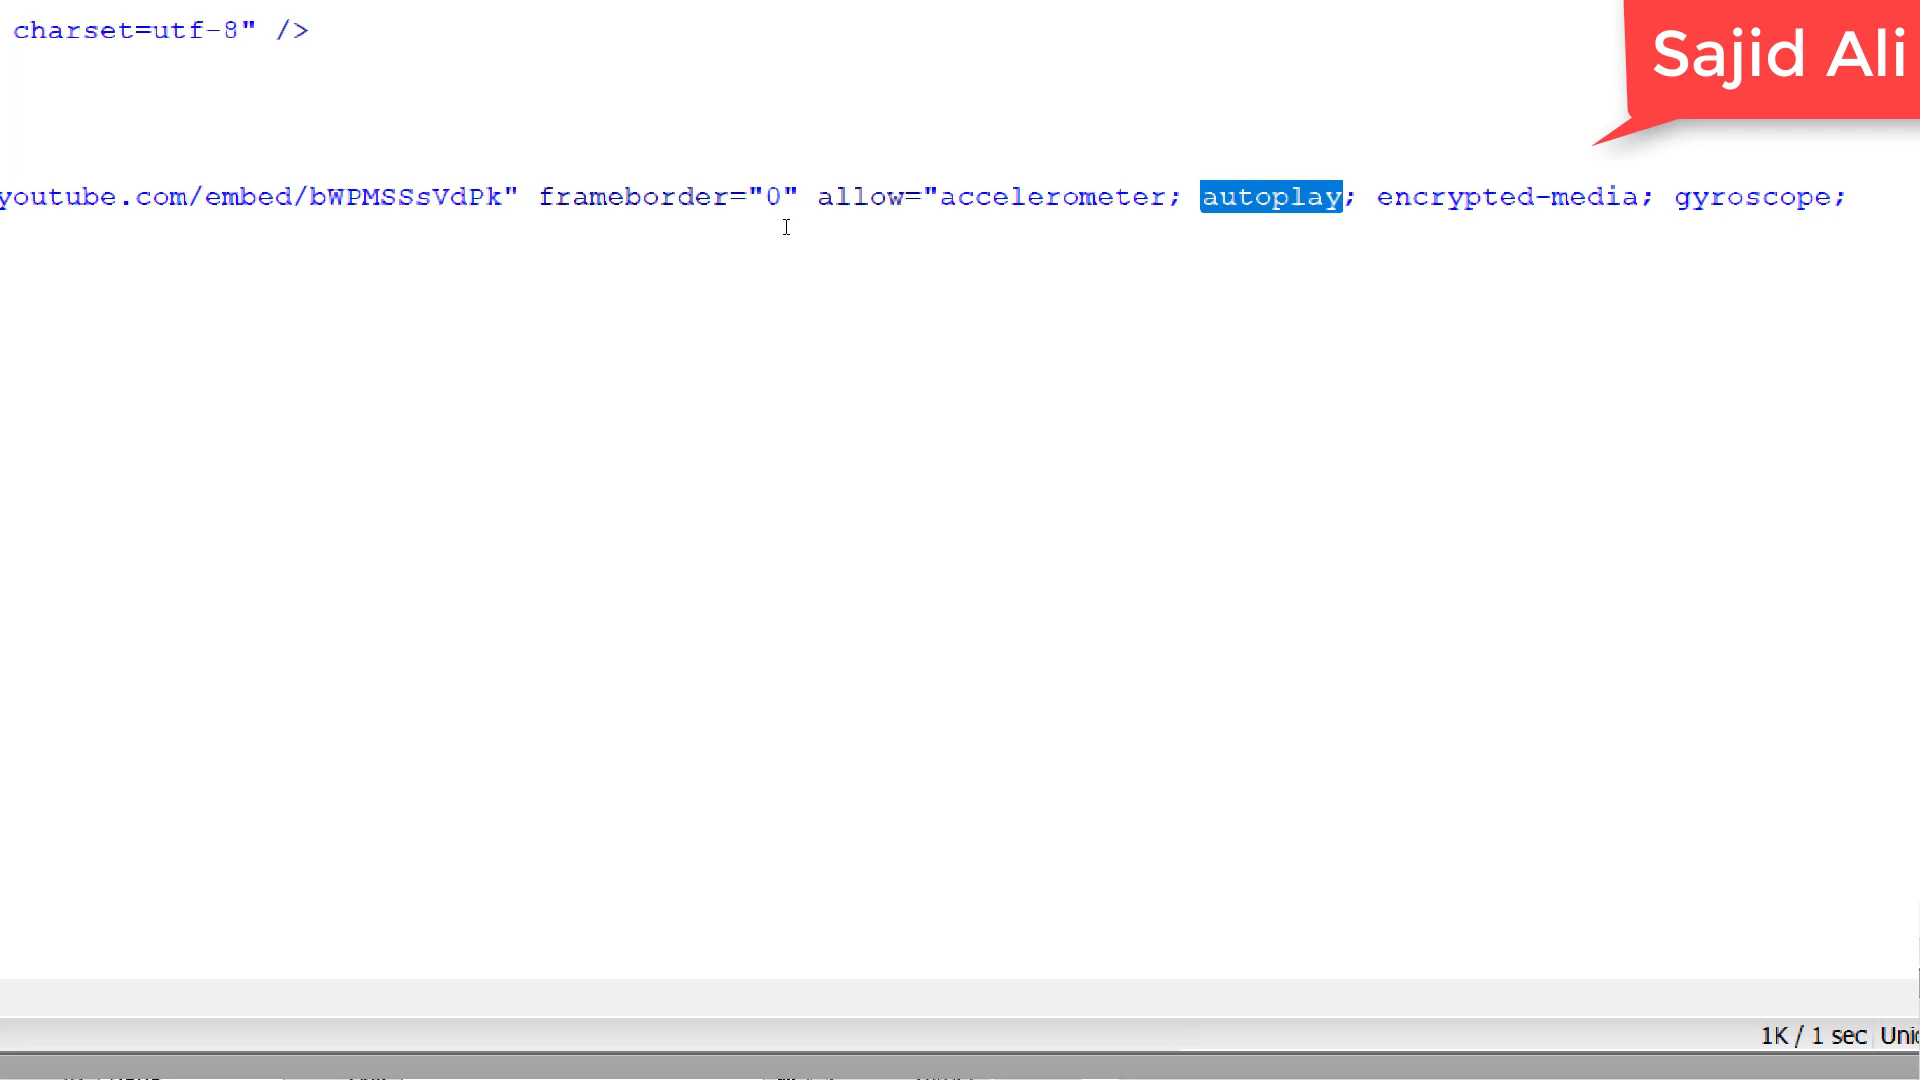 charset=utf-8" />
Sajid Ali
youtube.com/embed/bWPMSSsVdPk" frameborder="0" allow="accelerometer; autoplay; encrypted-media; gyroscope;
1K / 1 sec